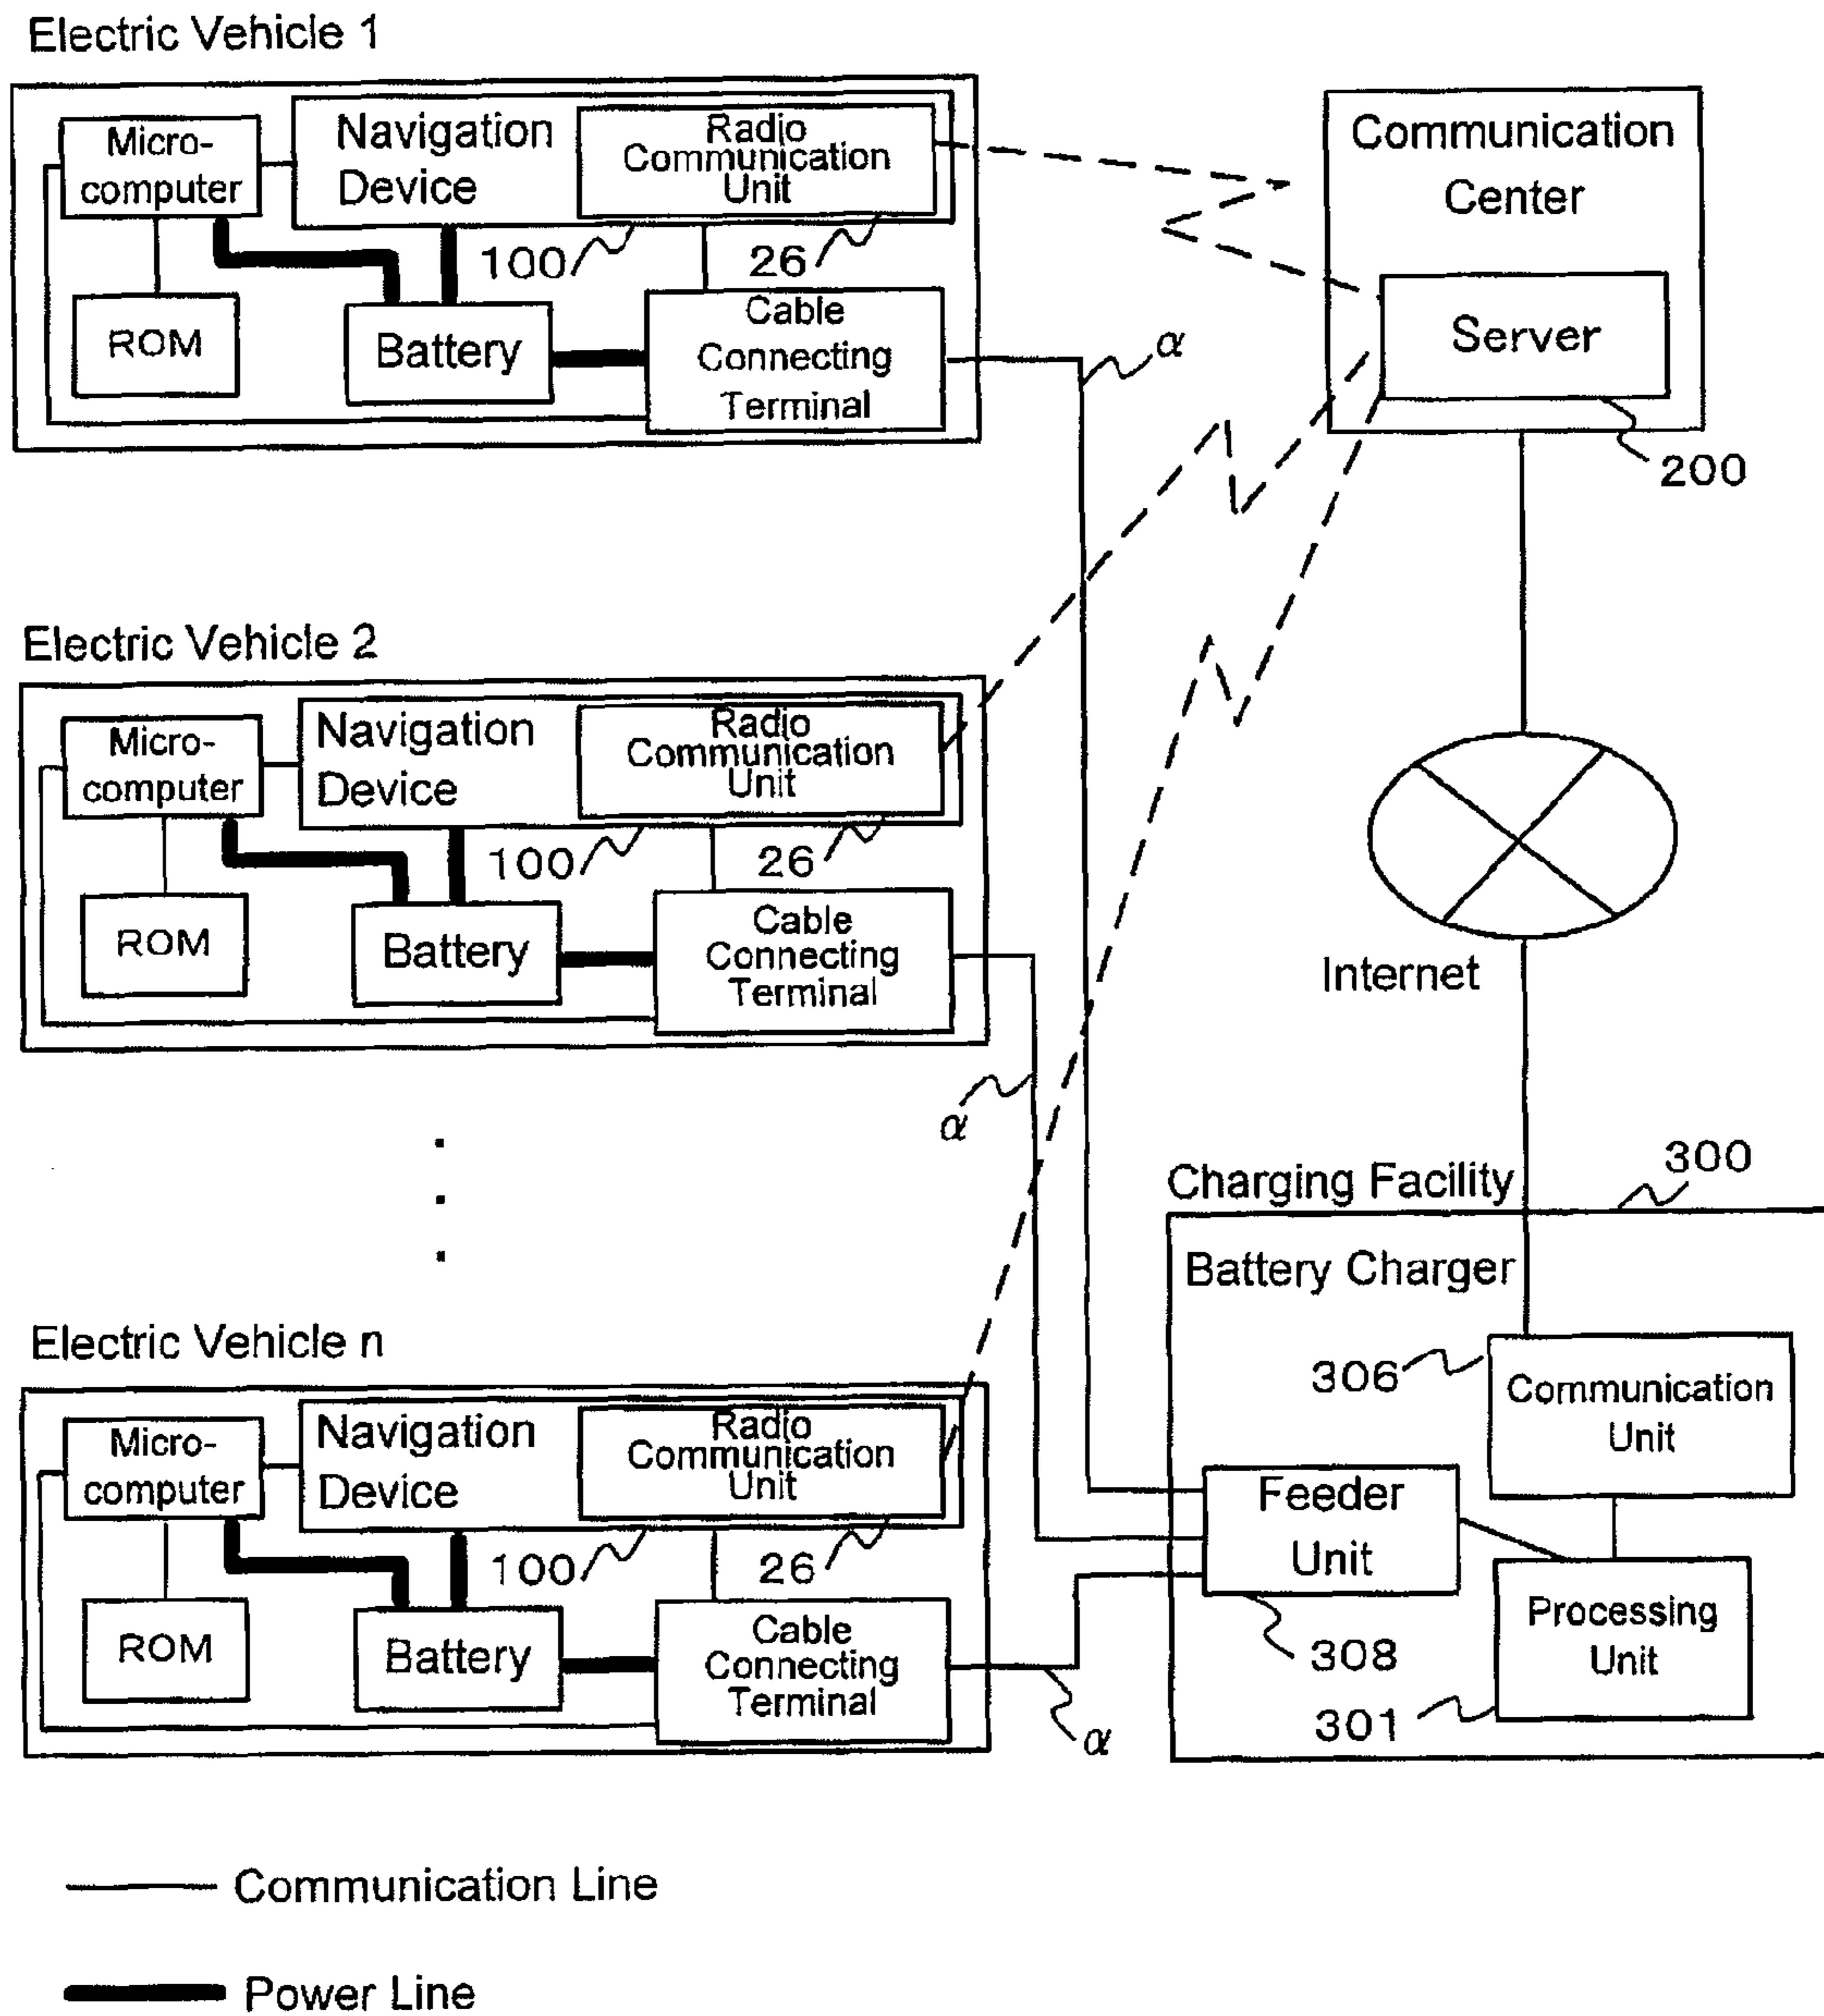 Electric Vehicle 1
Micro-
computer
Navigation
Device
Radio
Communication
Unit
100
26
ROM
Battery
Cable
Connecting
Terminal
α
Communication
Center
Server
200
Electric Vehicle 2
Micro-
computer
Navigation
Device
Radio
Communication
Unit
100
26
ROM
Battery
Cable
Connecting
Terminal
α
Internet
Electric Vehicle n
Micro-
computer
Navigation
Device
Radio
Communication
Unit
100
26
ROM
Battery
Cable
Connecting
Terminal
α
Charging Facility
300
Battery Charger
306
Communication
Unit
Feeder
Unit
308
Processing
Unit
301
Communication Line
Power Line